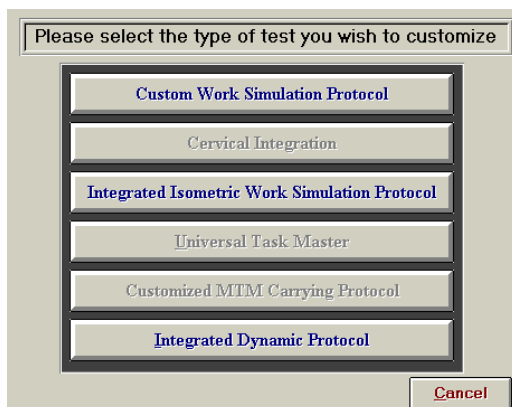 Please select the type of test you wish to customize
Custom Work Simulation Protocol
Cervical Integration
Integrated Isometric Work Simulation Protocol
Universal Task Master
Customized MTM Carrying Protocol
Integrated Dynamic Protocol
Cancel